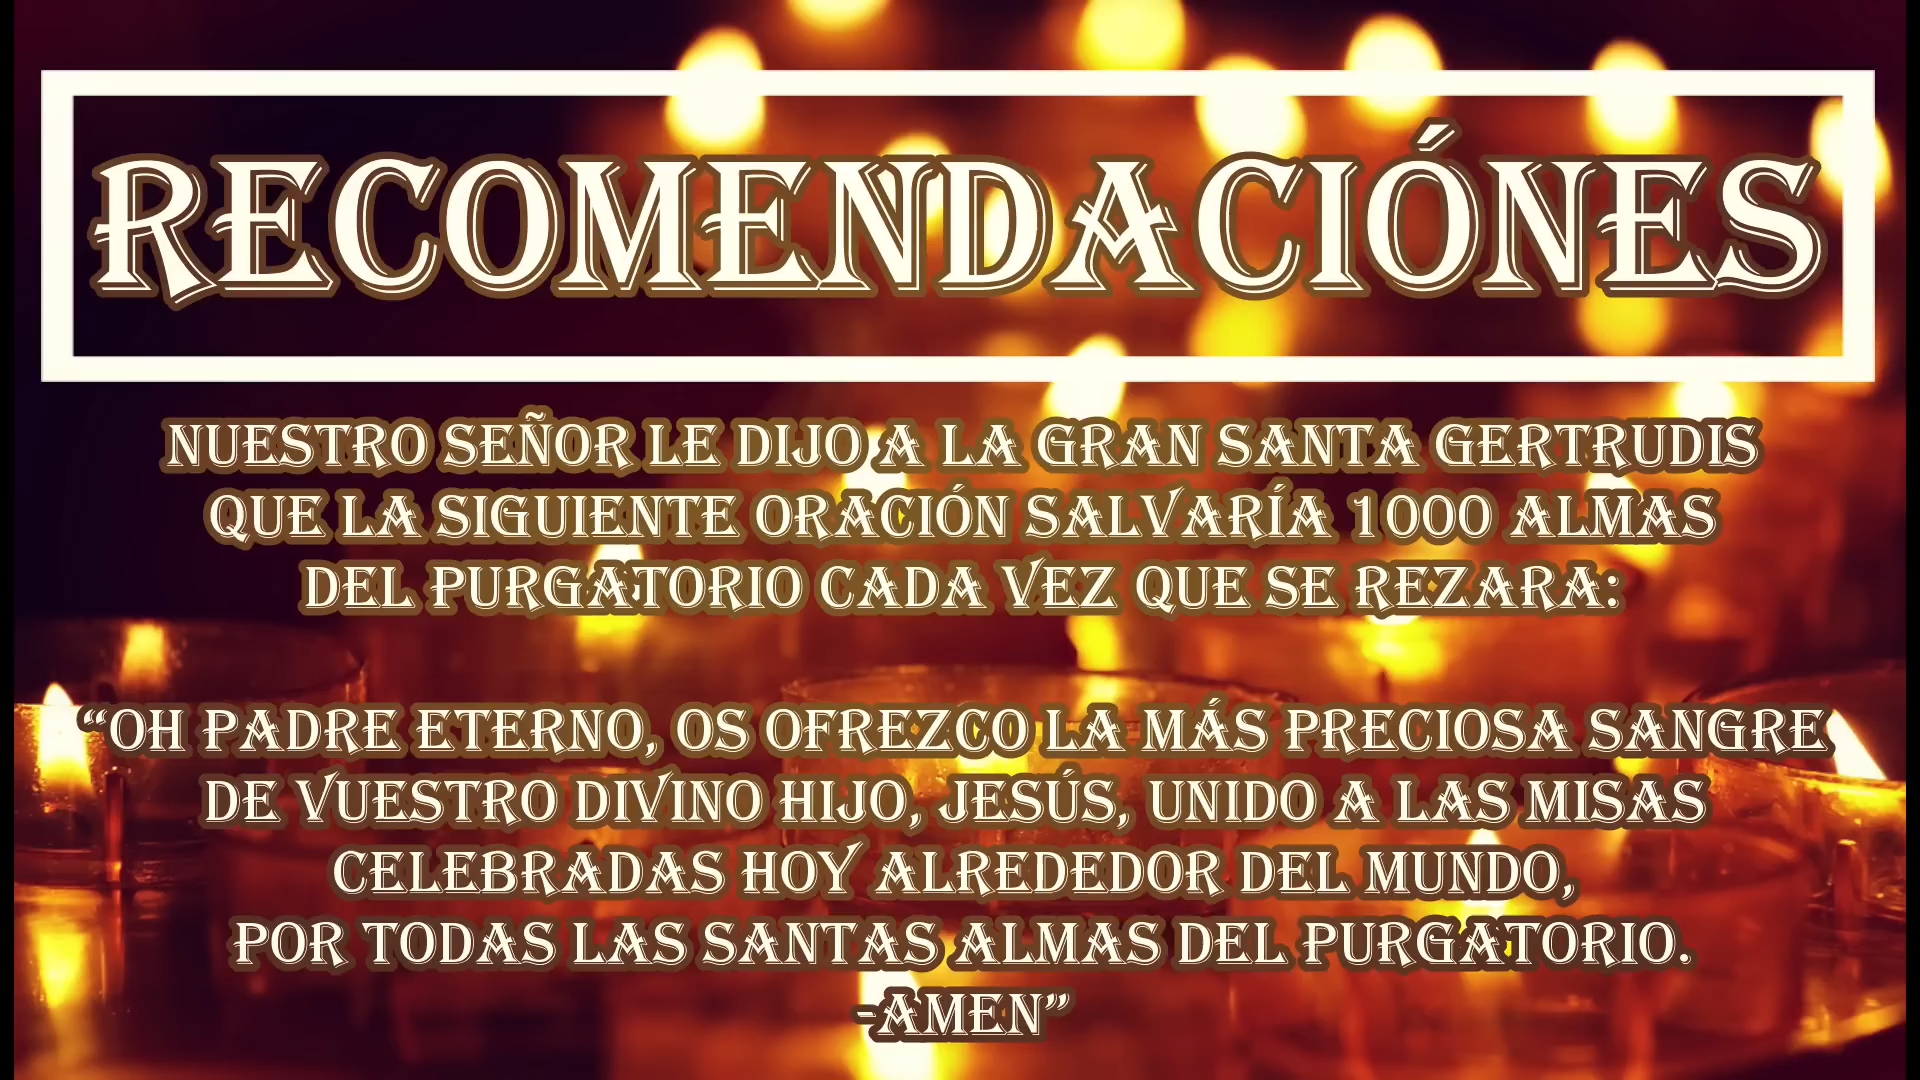 RECOMENDACIÓNES
NUESTRO SEÑOR LE DIJO A LA GRAN SANTA GERTRUDIS
QUE LA SIGUIENTE ORACIÓN SALVARÍA 1000 ALMAS
DEL PURGATORIO CADA VEZ QUE SE REZARA:
“OH PADRE ETERNO, OS OFREZCO LA MÁS PRECIOSA SANGRE
DE VUESTRO DIVINO HIJO, JESÚS, UNIDO A LAS MISAS
CELEBRADAS HOY ALREDEDOR DEL MUNDO,
POR TODAS LAS SANTAS ALMAS DEL PURGATORIO.
-AMEN”